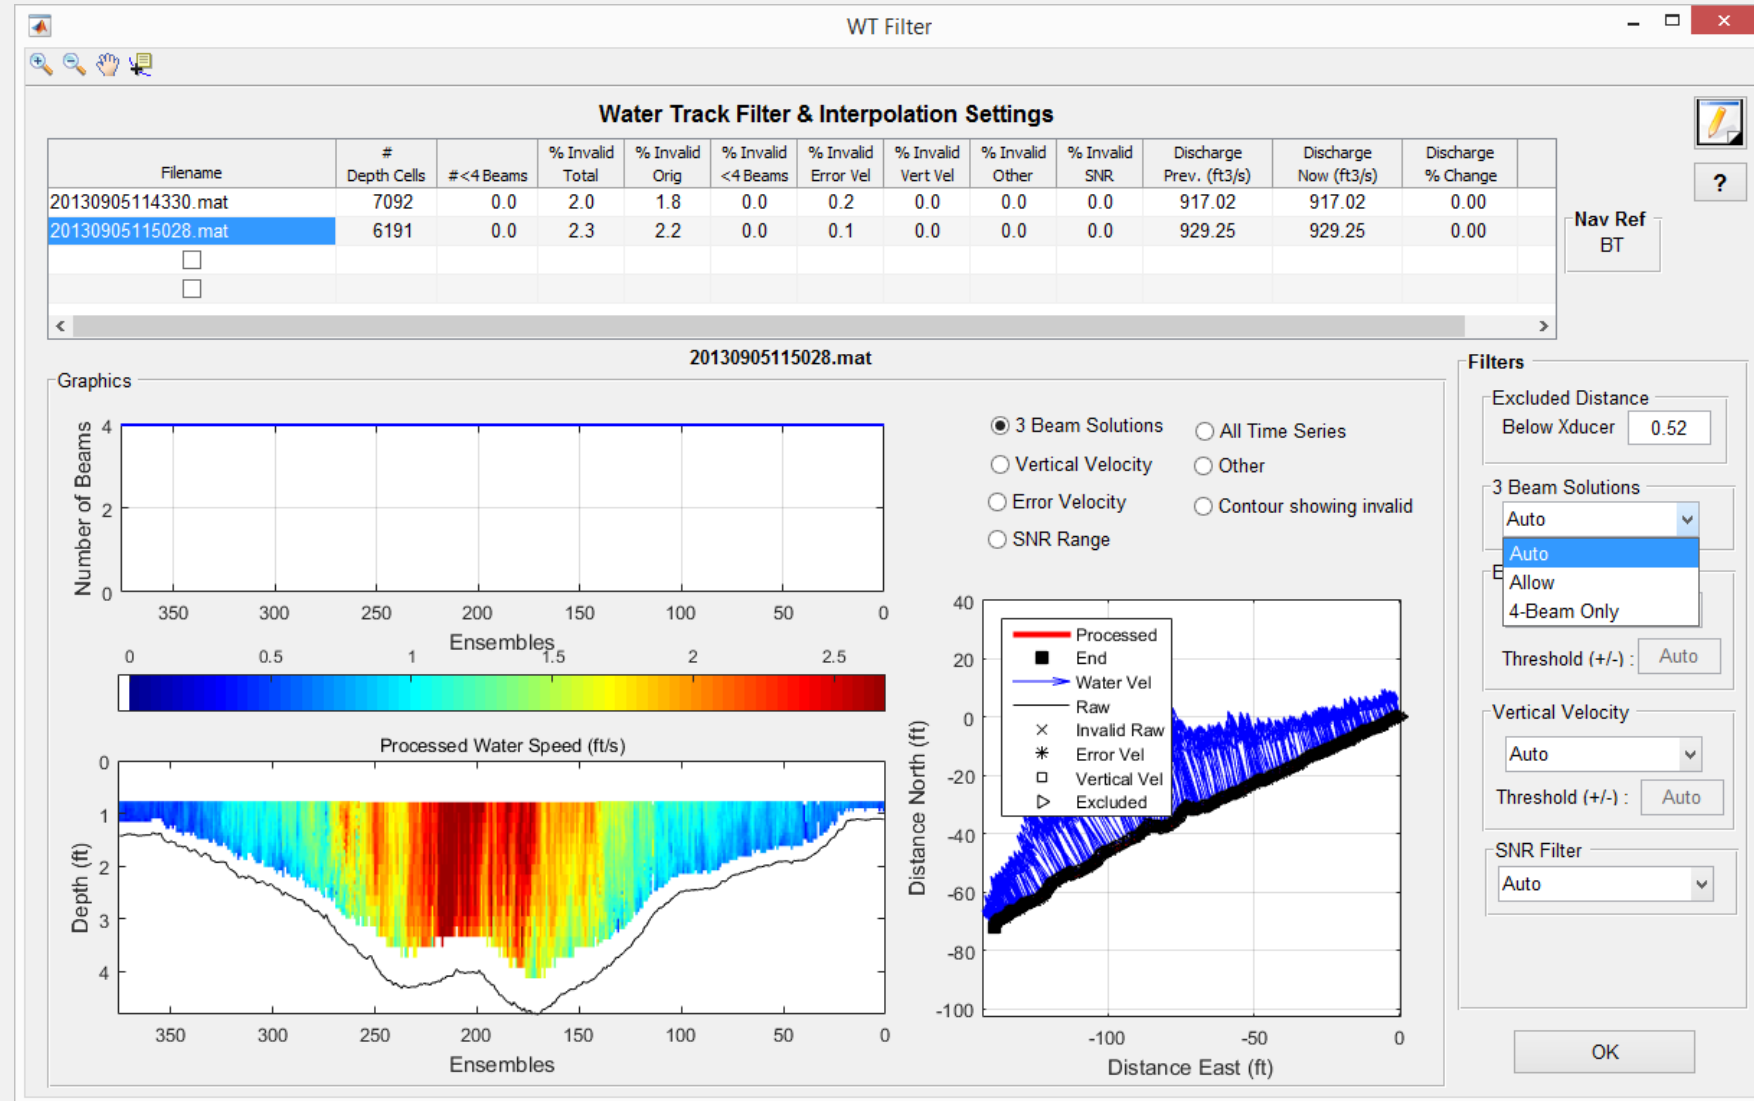 WT Filter
Water Track Filter & Interpolation Settings
Filename # Depth Cells #<4 Beams % Invalid Total % Invalid Orig % Invalid <4 Beams % Invalid Error Vel % Invalid Vert Vel % Invalid Other % Invalid SNR Discharge Prev. (ft3/s) Discharge Now (ft3/s) Discharge % Change
20130905114330.mat 7092 0.0 2.0 1.8 0.0 0.2 0.0 0.0 0.0 917.02 917.02 0.00
20130905115028.mat 6191 0.0 2.3 2.2 0.0 0.1 0.0 0.0 0.0 929.25 929.25 0.00
?
Nav Ref
BT
20130905115028.mat
Graphics
Number of Beams
4
2
0
350 300 250 200 150 100 50 0
Ensembles
0 0.5 1 1.5 2 2.5
Processed Water Speed (ft/s)
Depth (ft)
0
1
2
3
4
350 300 250 200 150 100 50 0
Ensembles
3 Beam Solutions
Vertical Velocity
Error Velocity
SNR Range
All Time Series
Other
Contour showing invalid
Distance North (ft)
40
20
0
-20
-40
-60
-80
-100
Processed
End
Water Vel
Raw
Invalid Raw
Error Vel
Vertical Vel
Excluded
-100 -50 0
Distance East (ft)
Filters
Excluded Distance
Below Xducer 0.52
3 Beam Solutions
Auto
Auto
Allow
4-Beam Only
E
Threshold (+/-) : Auto
Vertical Velocity
Auto
Threshold (+/-) : Auto
SNR Filter
Auto
OK